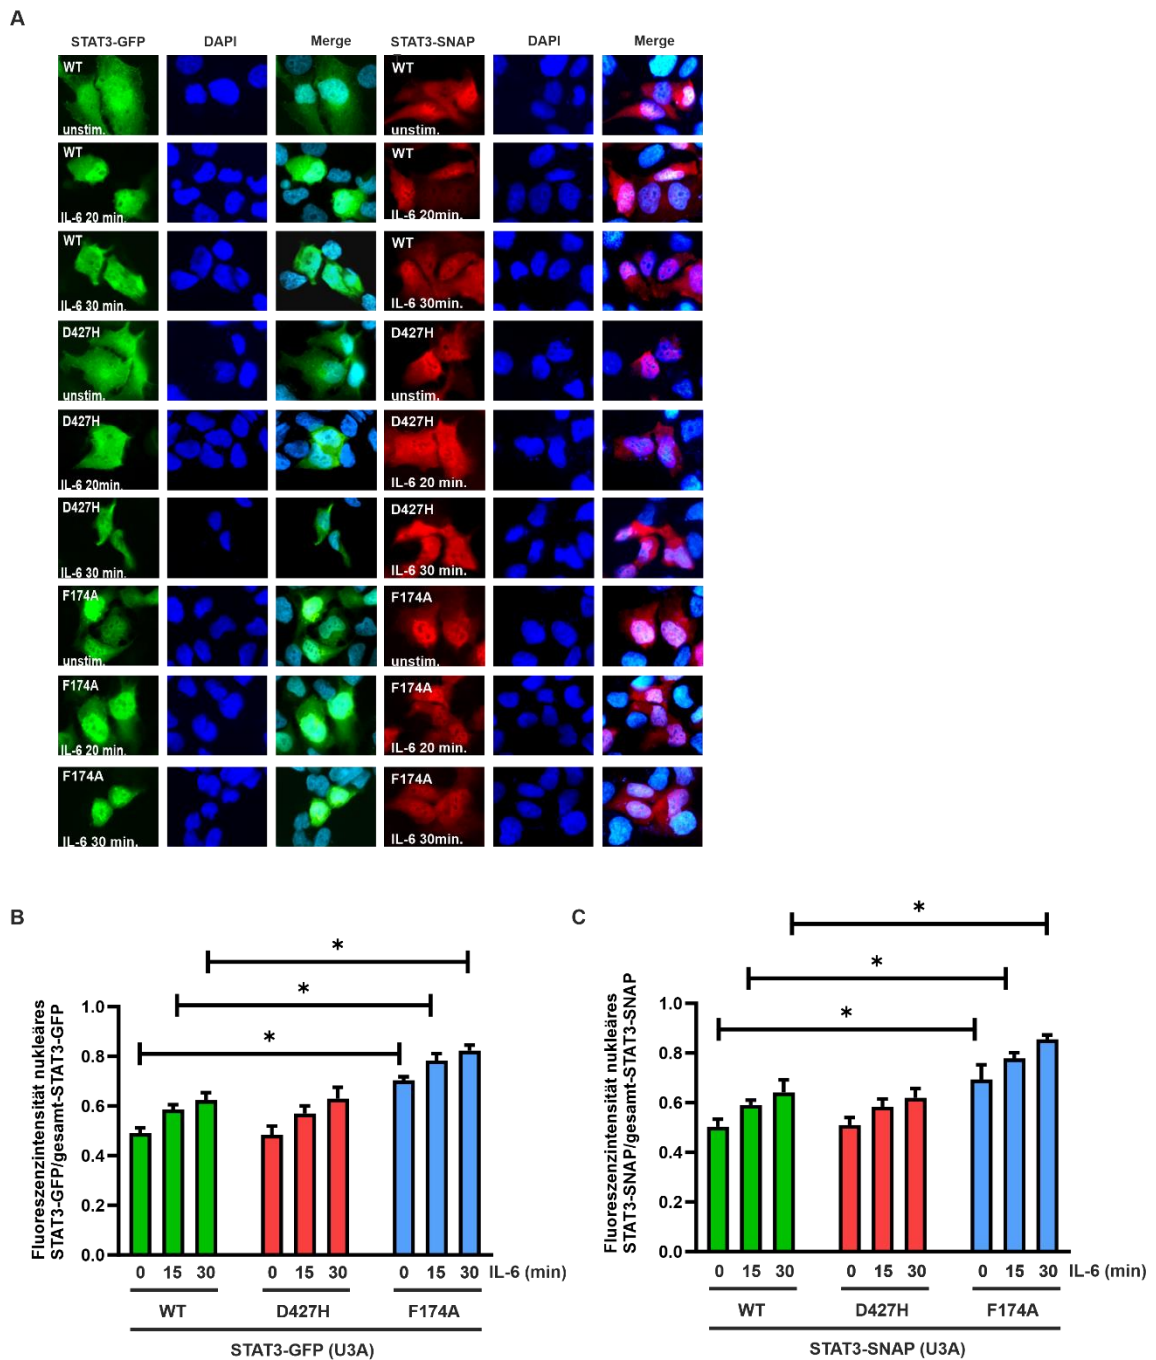 A
STAT3-GFP DAPI Merge STAT3-SNAP DAPI Merge
WT WT
unstim. unstim.
WT WT
IL-6 20 min. IL-6 20min.
WT WT
IL-6 30 min. IL-6 30min.
D427H D427H
unstim. unstim.
D427H D427H
IL-6 20min. IL-6 20 min.
D427H D427H
IL-6 30 min. IL-6 30 min.
F174A F174A
unstim. unstim.
F174A F174A
IL-6 20 min. IL-6 20 min.
F174A F174A
IL-6 30 min. IL-6 30min.
B
Fluoreszenzintensität nukleäres
STAT3-GFP/gesamt-STAT3-GFP
* * *
1.0
0.8
0.6
0.4
0.2
0.0
0 15 30 0 15 30 0 15 30 IL-6 (min)
WT D427H F174A
STAT3-GFP (U3A)
C
Fluoreszenzintensität nukleäres
STAT3-SNAP/gesamt-STAT3-SNAP
* * *
1.0
0.8
0.6
0.4
0.2
0.0
0 15 30 0 15 30 0 15 30 IL-6 (min)
WT D427H F174A
STAT3-SNAP (U3A)